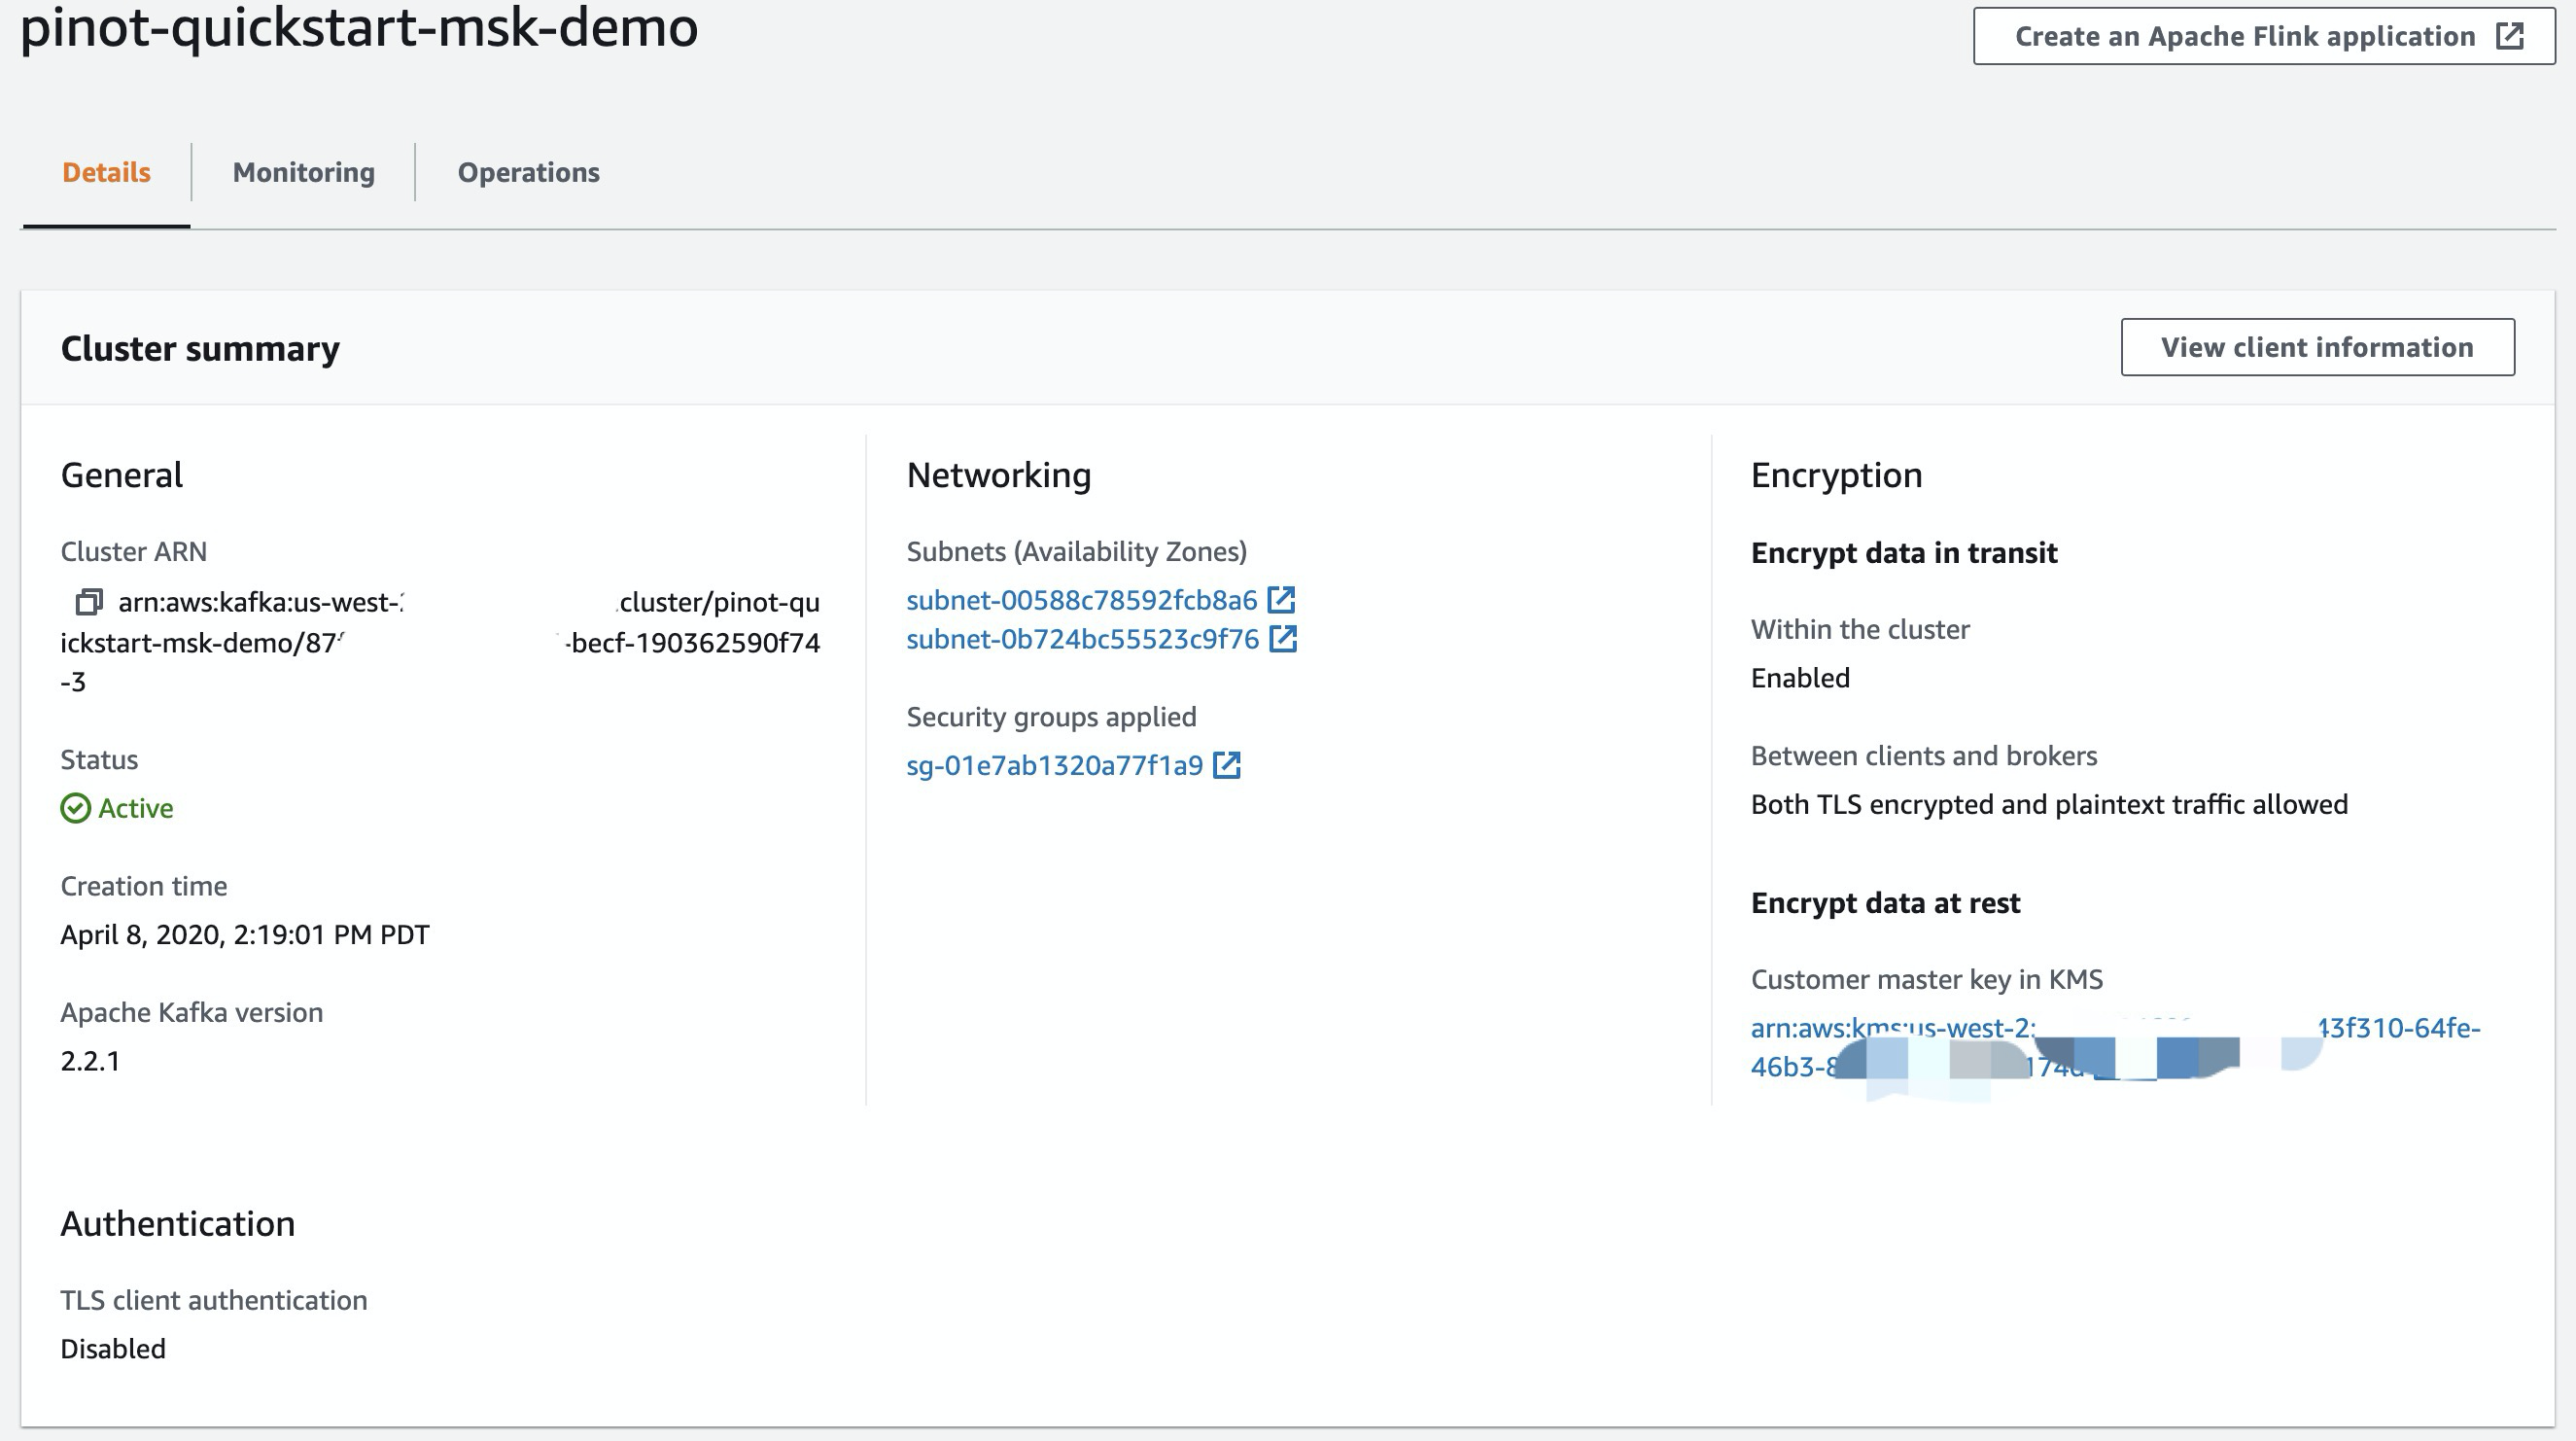 pinot-quickstart-msk-demo
Create an Apache Flink application
Details
Monitoring
Operations
Cluster summary
View client information
General
Cluster ARN
arn:aws:kafka:us-west- cluster/pinot-qu
ickstart-msk-demo/87 -becf-190362590f74
-3
Status
Active
Creation time
April 8, 2020, 2:19:01 PM PDT
Apache Kafka version
2.2.1
Networking
Subnets (Availability Zones)
subnet-00588c78592fcb8a6
subnet-0b724bc55523c9f76
Security groups applied
sg-01e7ab1320a77f1a9
Encryption
Encrypt data in transit
Within the cluster
Enabled
Between clients and brokers
Both TLS encrypted and plaintext traffic allowed
Encrypt data at rest
Customer master key in KMS
arn:aws:kms:us-west-2: 43f310-64fe-
46b3-8 174
Authentication
TLS client authentication
Disabled